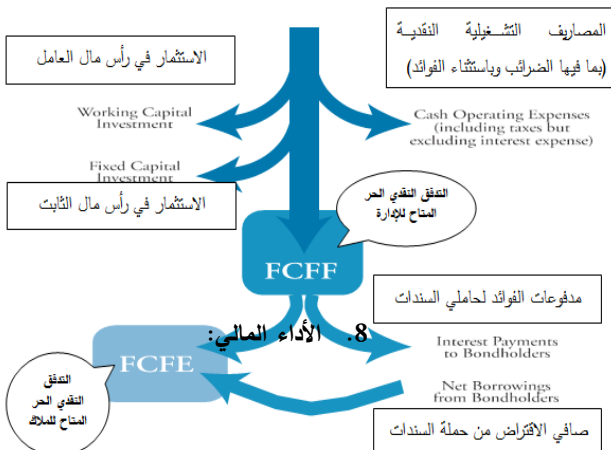 المصاريف التشغيلية النقدية
(بما فيها الضرائب وباستثناء الفوائد)
الاستثمار في رأس مال العامل
Working Capital
Investment
Cash Operating Expenses
(including taxes but
excluding interest expense)
Fixed Capital
Investment
الاستثمار في رأس مال الثابت
التدفق النقدي الحر
المتاح للإدارة
FCFF
مدفوعات الفوائد لحاملي السندات
8. الأداء المالي:
Interest Payments
to Bondholders
FCFE
التدفق
النقدي الحر
المتاح للملاك
Net Borrowings
from Bondholders
صافي الاقتراض من حملة السندات